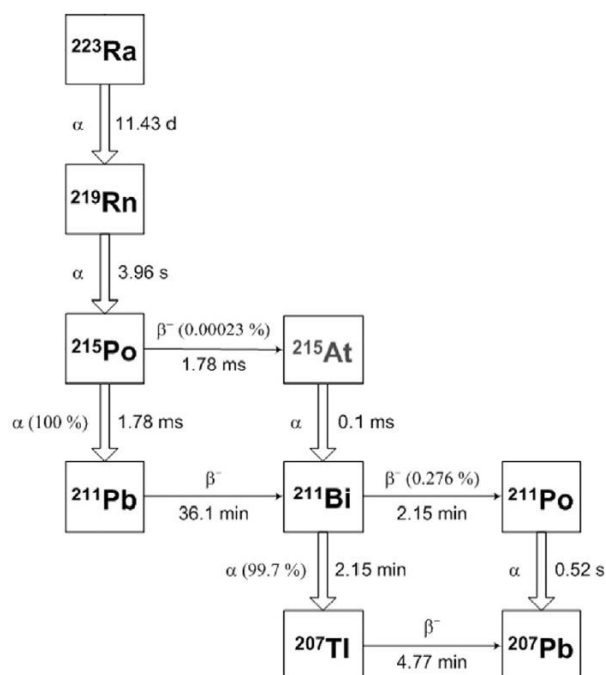 ²²³Ra
α 11.43 d
²¹⁹Rn
α 3.96 s
β⁻ (0.00023 %)
²¹⁵Po ²¹⁵At
1.78 ms
α (100 %) 1.78 ms α 0.1 ms
β⁻ β⁻ (0.276 %)
²¹¹Pb ²¹¹Bi ²¹¹Po
36.1 min 2.15 min
α (99.7 %) 2.15 min α 0.52 s
β⁻
²⁰⁷Tl ²⁰⁷Pb
4.77 min